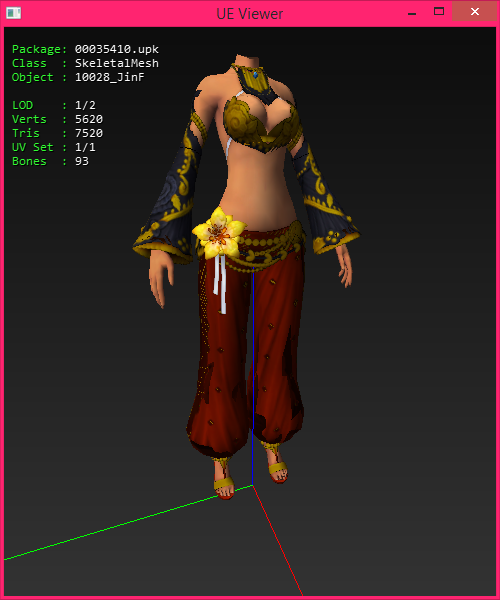 UE Viewer
Package: 00035410.upk
Class : SkeletalMesh
Object : 10028_JinF
LOD : 1/2
Verts : 5620
Tris : 7520
UV Set : 1/1
Bones : 93